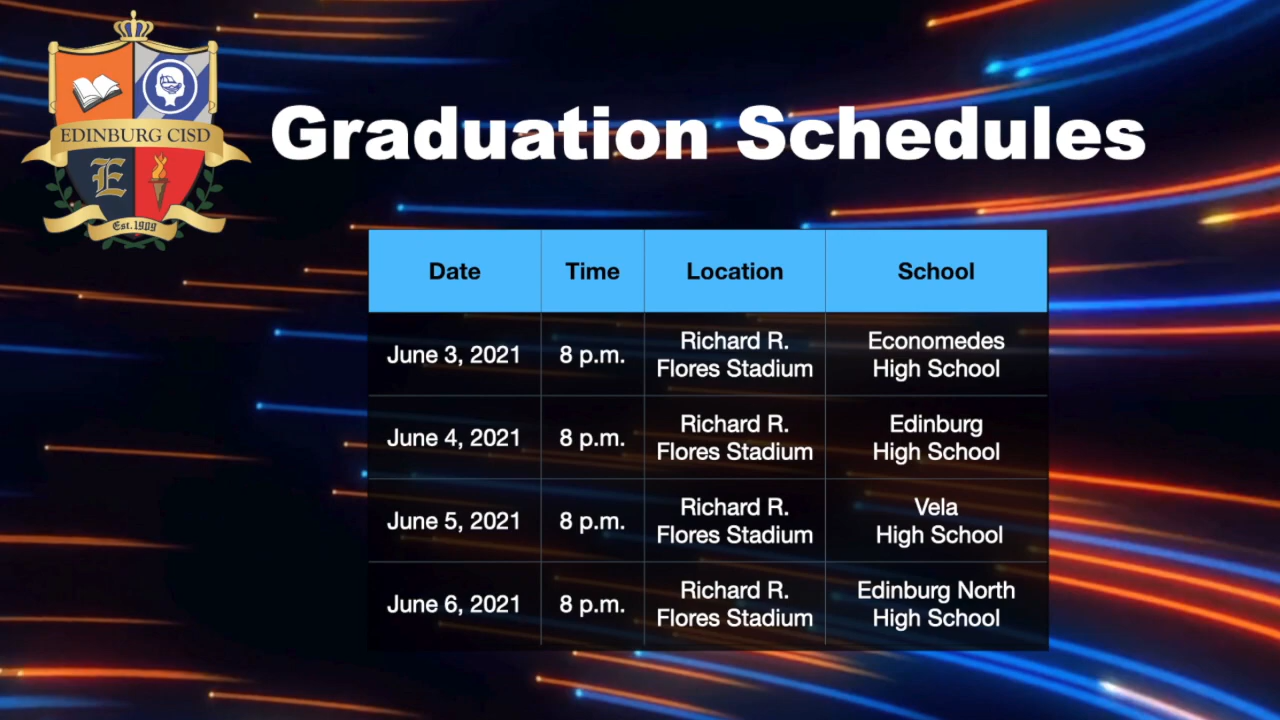 EDINBURG CISD
E
Est. 1909
Graduation Schedules
Date Time Location School
June 3, 2021 8 p.m. Richard R. Flores Stadium Economedes High School
June 4, 2021 8 p.m. Richard R. Flores Stadium Edinburg High School
June 5, 2021 8 p.m. Richard R. Flores Stadium Vela High School
June 6, 2021 8 p.m. Richard R. Flores Stadium Edinburg North High School